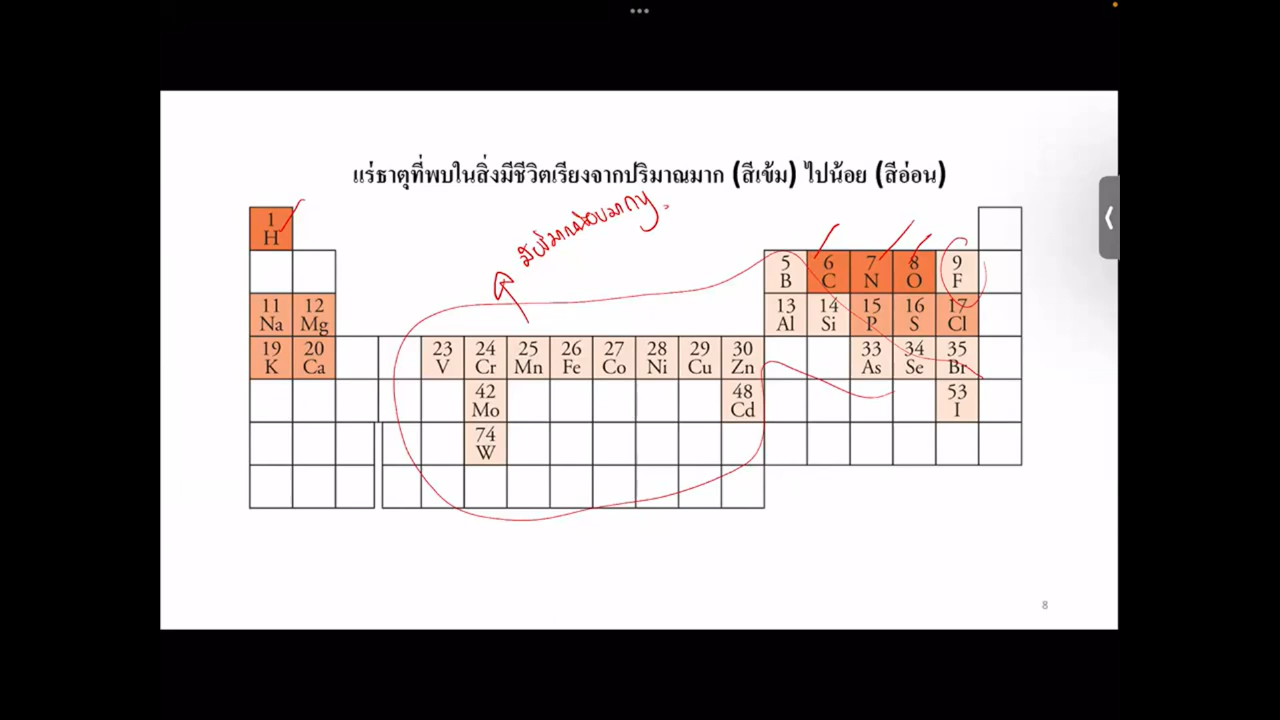 แร่ธาตุที่พบในสิ่งมีชีวิตเรียงจากปริมาณมาก (สีเข้ม) ไปน้อย (สีอ่อน)
1
H
5 6 7 8 9
B C N O F
11 12 13 14 15 16 17
Na Mg Al Si P S Cl
19 20 23 24 25 26 27 28 29 30 33 34 35
K Ca V Cr Mn Fe Co Ni Cu Zn As Se Br
42 48 53
Mo Cd I
74
W
8